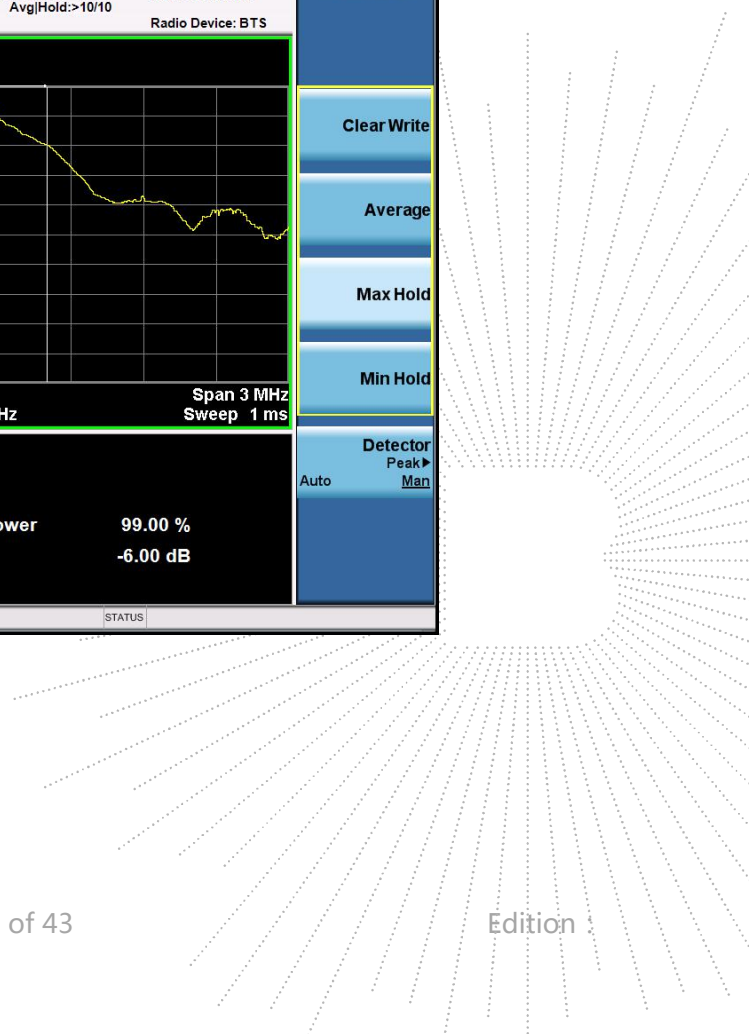 Avg|Hold:>10/10
Radio Device: BTS
Clear Write
Average
Max Hold
Min Hold
Span 3 MHz
Hz
Sweep 1 ms
Detector
Peak
Auto Man
ower 99.00 %
-6.00 dB
STATUS
of 43 Edition :